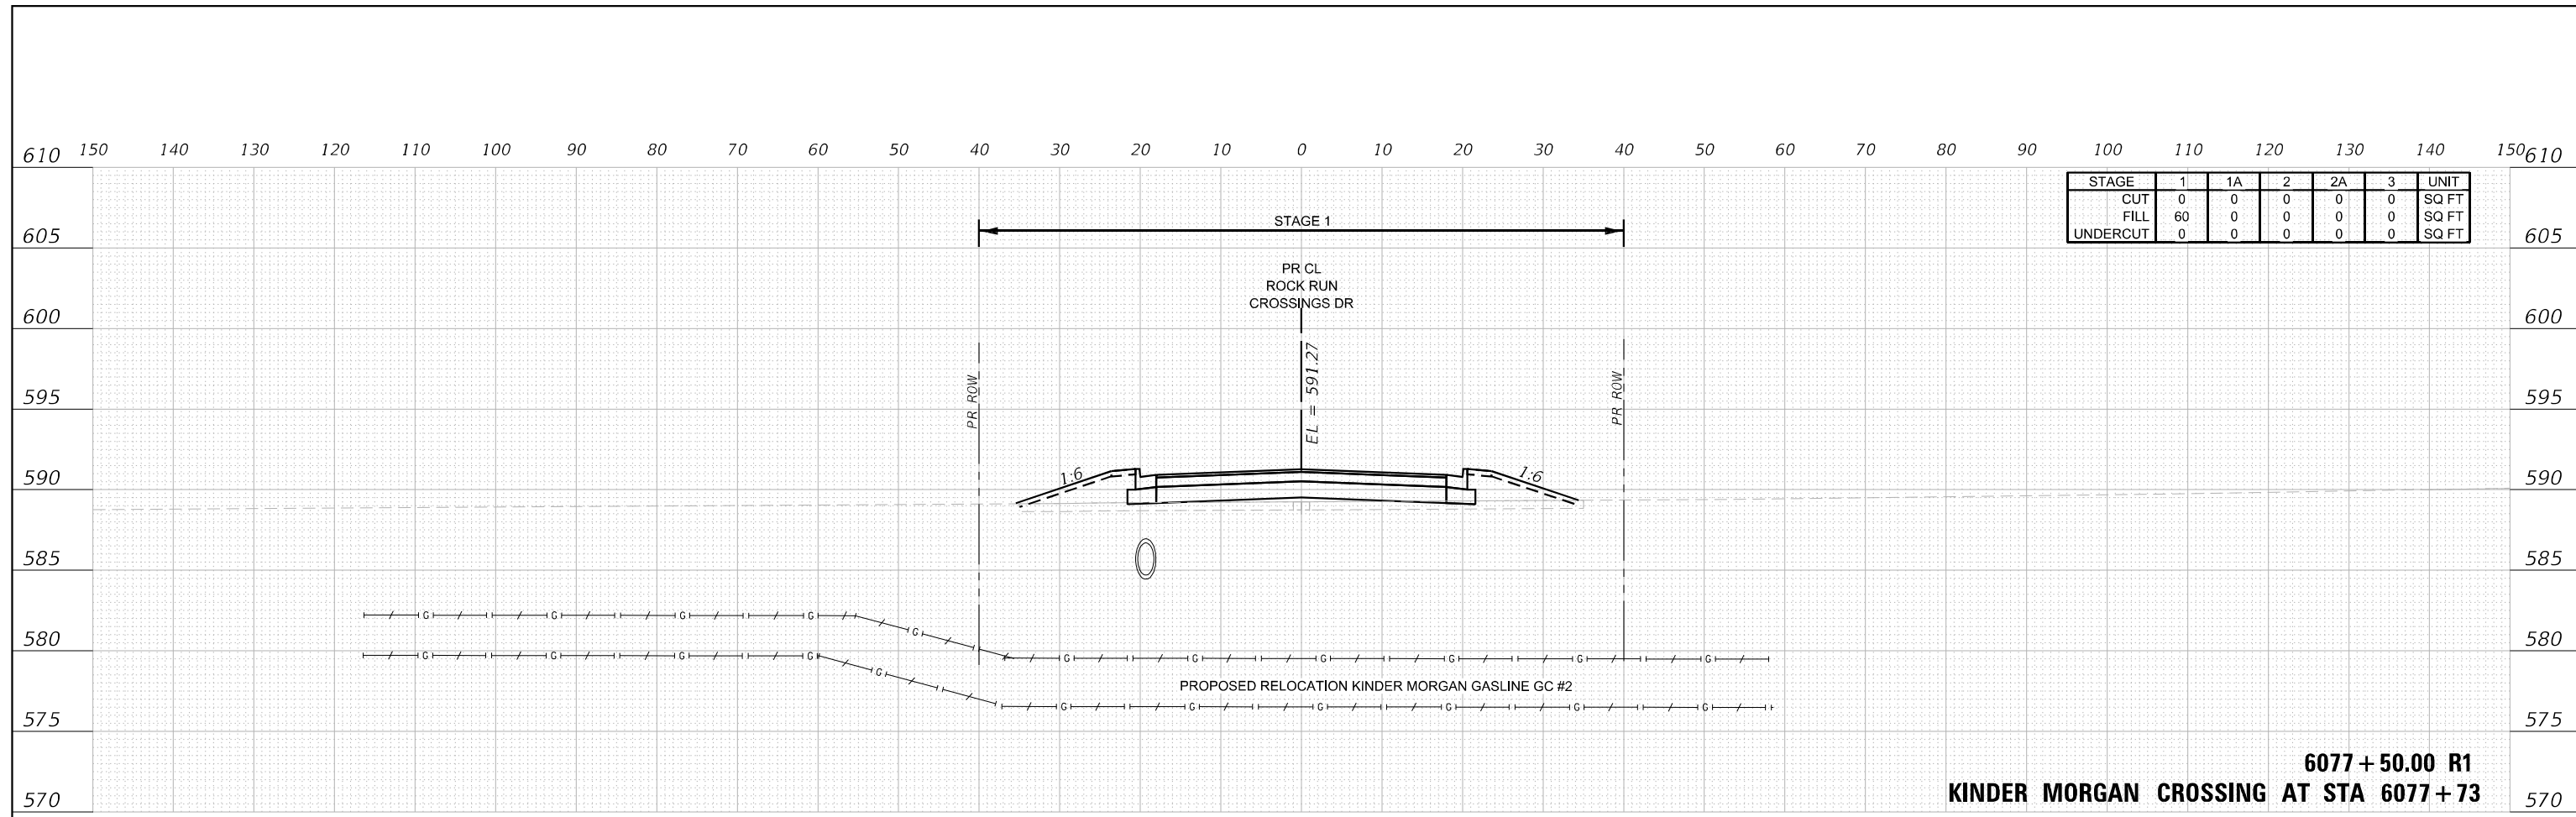 150 140 130 120 110 100 90 80 70 60 50 40 30 20 10 0 10 20 30 40 50 60 70 80 90 100 110 120 130 140 150
610 610
STAGE 1 1A 2 2A 3 UNIT
CUT 0 0 0 0 0 SQ FT
FILL 60 0 0 0 0 SQ FT
UNDERCUT 0 0 0 0 0 SQ FT
STAGE 1
605 605
PR CL
ROCK RUN
CROSSINGS DR
600 600
EL = 591.27
PR ROW
PR ROW
595 595
1:6
1:6
590 590
585 585
G G G G G
580 580
G G G G G G
G G G G G
PROPOSED RELOCATION KINDER MORGAN GASLINE GC #2
G G G G G G
575 575
6077+50.00 R1
KINDER MORGAN CROSSING AT STA 6077+73
570 570